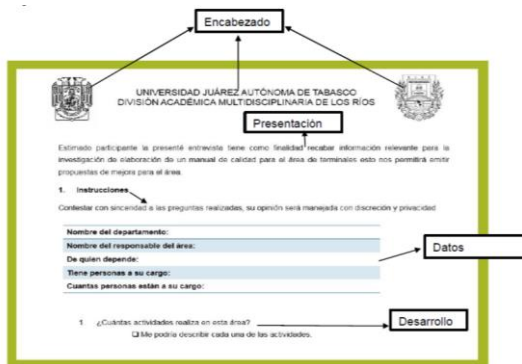 Encabezado
UNIVERSIDAD JUÁREZ AUTÓNOMA DE TABASCO
DIVISIÓN ACADÉMICA MULTIDISCIPLINARIA DE LOS RÍOS
Presentación
Estimado participante la presenté entrevista tiene como finalidad recabar información relevante para la
investigación de elaboración de un manual de calidad para el área de terminales esto nos permitirá emitir
propuestas de mejora para el área.
1. Instrucciones
Contestar con sinceridad a las preguntas realizadas, su opinión será manejada con discreción y privacidad
Nombre del departamento:
Nombre del responsable del área:
De quien depende:
Datos
Tiene personas a su cargo:
Cuantas personas están a su cargo:
1. ¿Cuántas actividades realiza en esta área?
Desarrollo
Me podría describir cada una de las actividades.